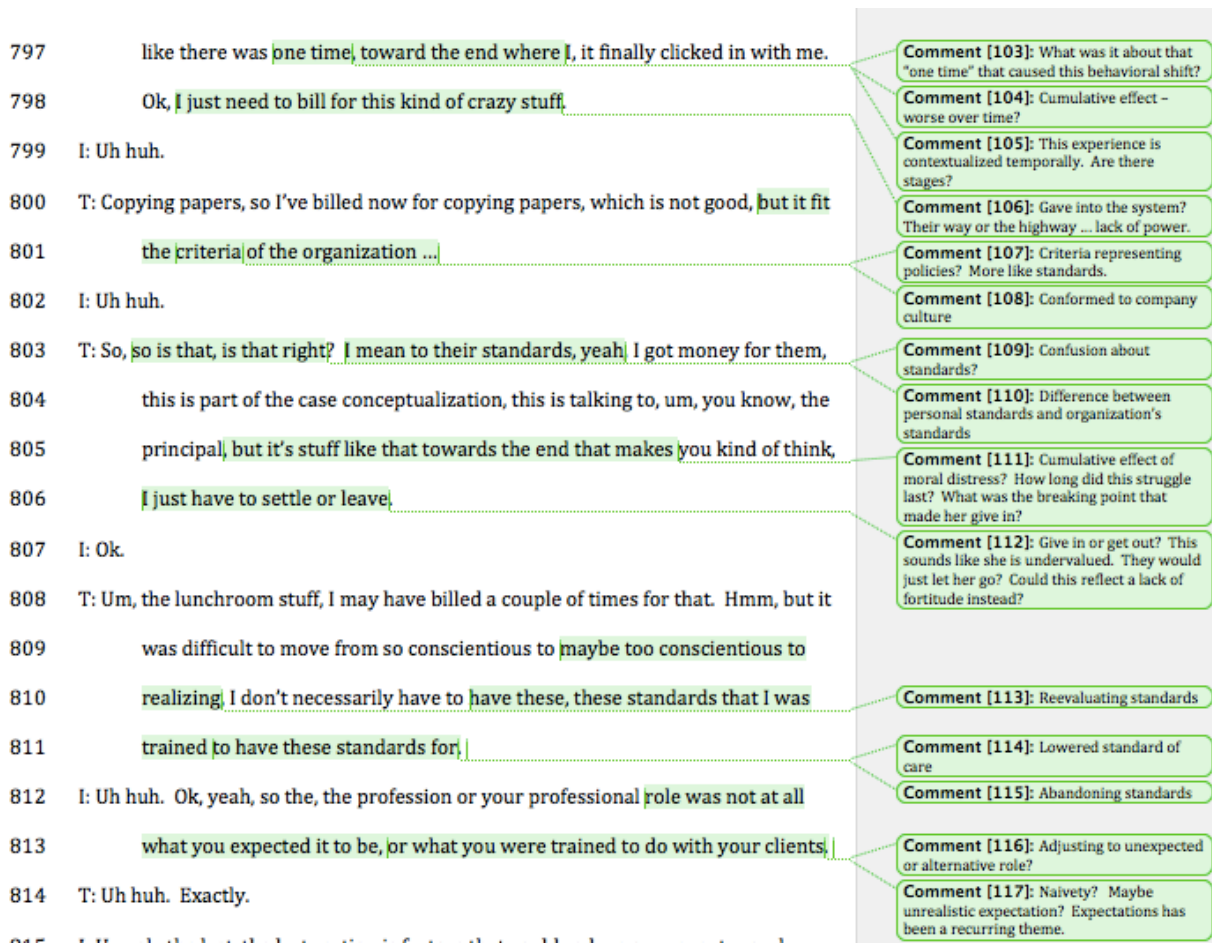 797 like there was one time, toward the end where I, it finally clicked in with me.
798 Ok, I just need to bill for this kind of crazy stuff.
799 I: Uh huh.
800 T: Copying papers, so I've billed now for copying papers, which is not good, but it fit
801 the criteria of the organization ...
802 I: Uh huh.
803 T: So, so is that, is that right? I mean to their standards, yeah, I got money for them,
804 this is part of the case conceptualization, this is talking to, um, you know, the
805 principal, but it's stuff like that towards the end that makes you kind of think,
806 I just have to settle or leave.
807 I: Ok.
808 T: Um, the lunchroom stuff, I may have billed a couple of times for that. Hmm, but it
809 was difficult to move from so conscientious to maybe too conscientious to
810 realizing, I don't necessarily have to have these, these standards that I was
811 trained to have these standards for.
812 I: Uh huh. Ok, yeah, so the, the profession or your professional role was not at all
813 what you expected it to be, or what you were trained to do with your clients.
814 T: Uh huh. Exactly.
Comment [103]: What was it about that
"one time" that caused this behavioral shift?
Comment [104]: Cumulative effect –
worse over time?
Comment [105]: This experience is
contextualized temporally. Are there
stages?
Comment [106]: Gave into the system?
Their way or the highway ... lack of power.
Comment [107]: Criteria representing
policies? More like standards.
Comment [108]: Conformed to company
culture
Comment [109]: Confusion about
standards?
Comment [110]: Difference between
personal standards and organization's
standards
Comment [111]: Cumulative effect of
moral distress? How long did this struggle
last? What was the breaking point that
made her give in?
Comment [112]: Give in or get out? This
sounds like she is undervalued. They would
just let her go? Could this reflect a lack of
fortitude instead?
Comment [113]: Reevaluating standards
Comment [114]: Lowered standard of
care
Comment [115]: Abandoning standards
Comment [116]: Adjusting to unexpected
or alternative role?
Comment [117]: Naivety? Maybe
unrealistic expectation? Expectations has
been a recurring theme.